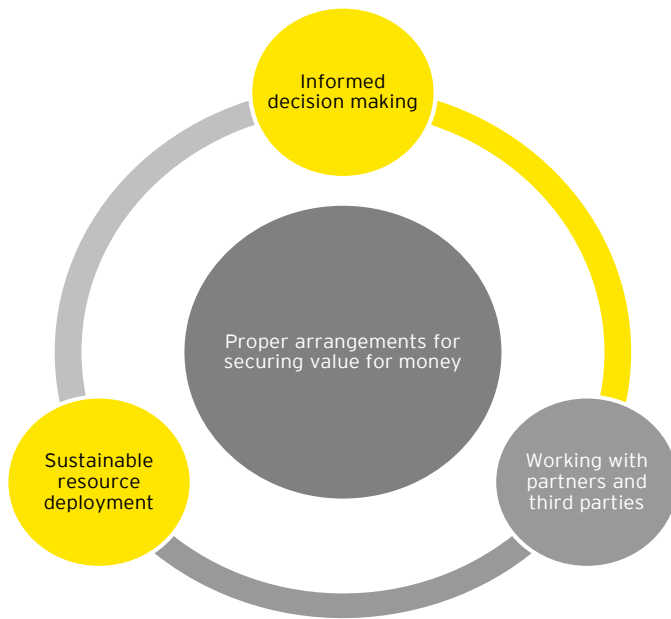 Informed
decision making
Proper arrangements for
securing value for money
Sustainable
resource
deployment
Working with
partners and
third parties